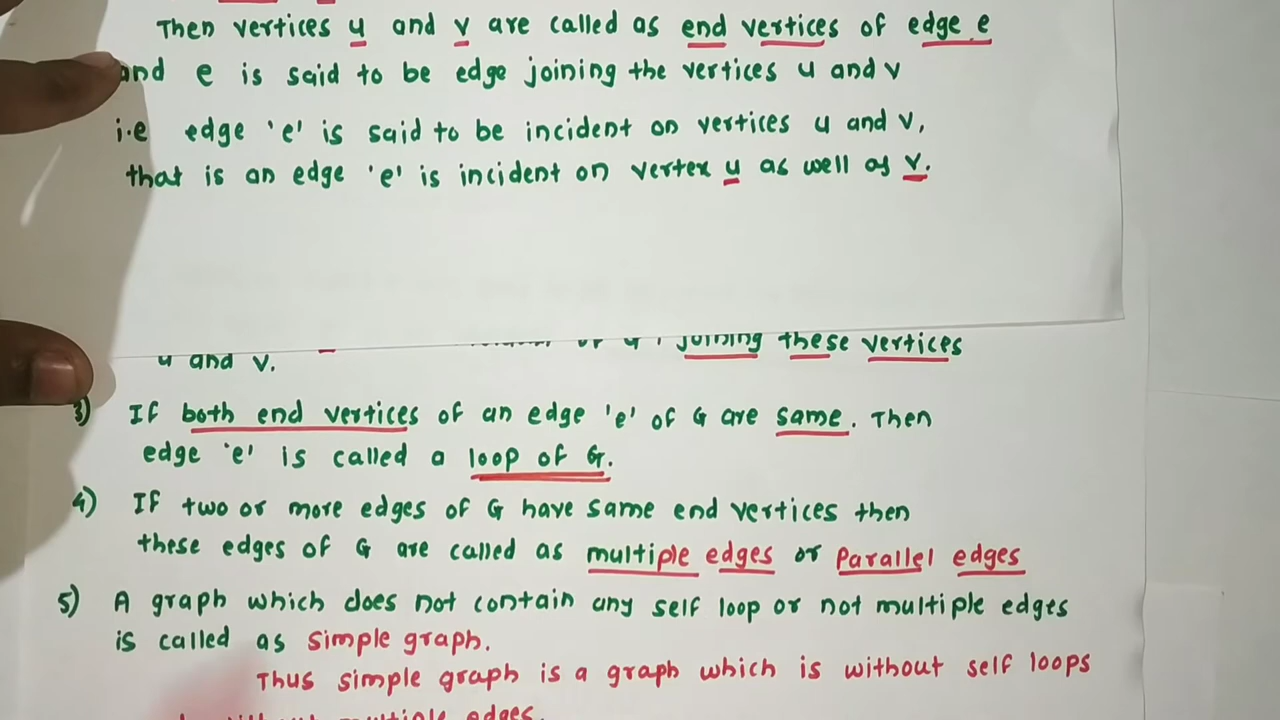 Then vertices u and v are called as end vertices of edge e
and e is said to be edge joining the vertices u and v
i.e edge 'e' is said to be incident on vertices u and v,
that is an edge 'e' is incident on vertex u as well as v.
joining these vertices
u and v.
3) If both end vertices of an edge 'e' of G are same. Then
edge 'e' is called a loop of G.
4) If two or more edges of G have same end vertices then
these edges of G are called as multiple edges or Parallel edges
5) A graph which does not contain any self loop or not multiple edges
is called as simple graph.
Thus simple graph is a graph which is without self loops
without multiple edges.